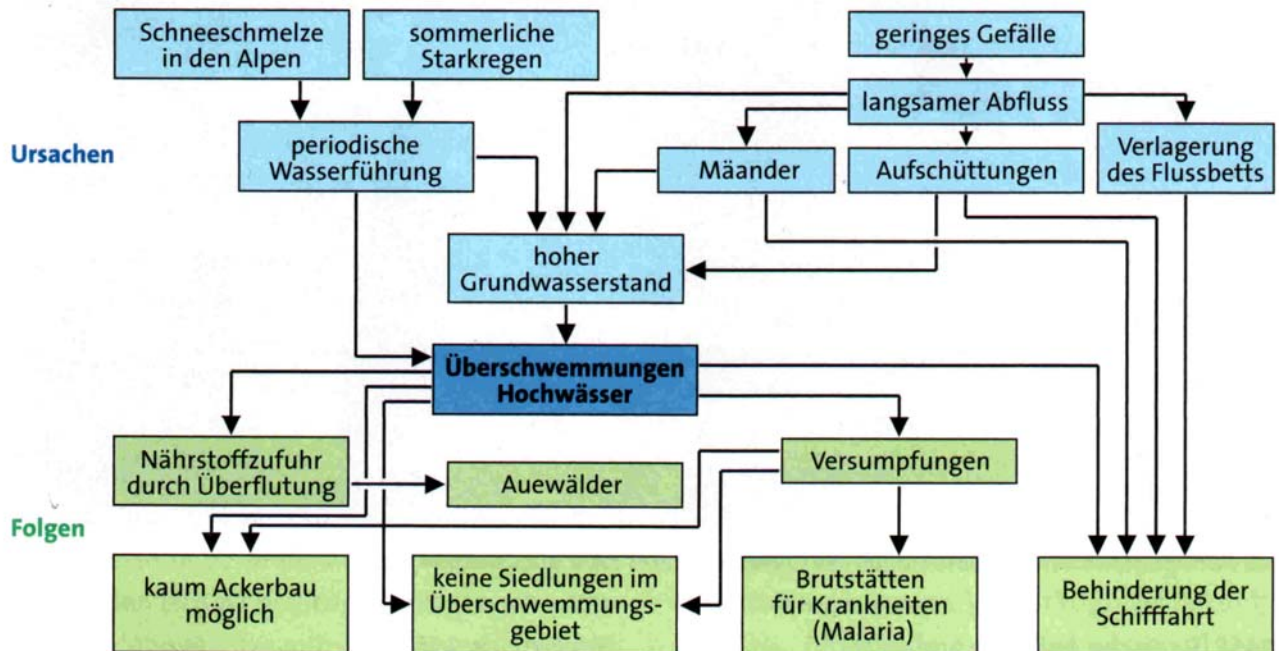 Schneeschmelze
in den Alpen
sommerliche
Starkregen
geringes Gefälle
langsamer Abfluss
Ursachen
periodische
Wasserführung
Mäander
Aufschüttungen
Verlagerung
des Flussbetts
hoher
Grundwasserstand
Überschwemmungen
Hochwässer
Nährstoffzufuhr
durch Überflutung
Auewälder
Versumpfungen
Folgen
kaum Ackerbau
möglich
keine Siedlungen im
Überschwemmungs-
gebiet
Brutstätten
für Krankheiten
(Malaria)
Behinderung der
Schifffahrt